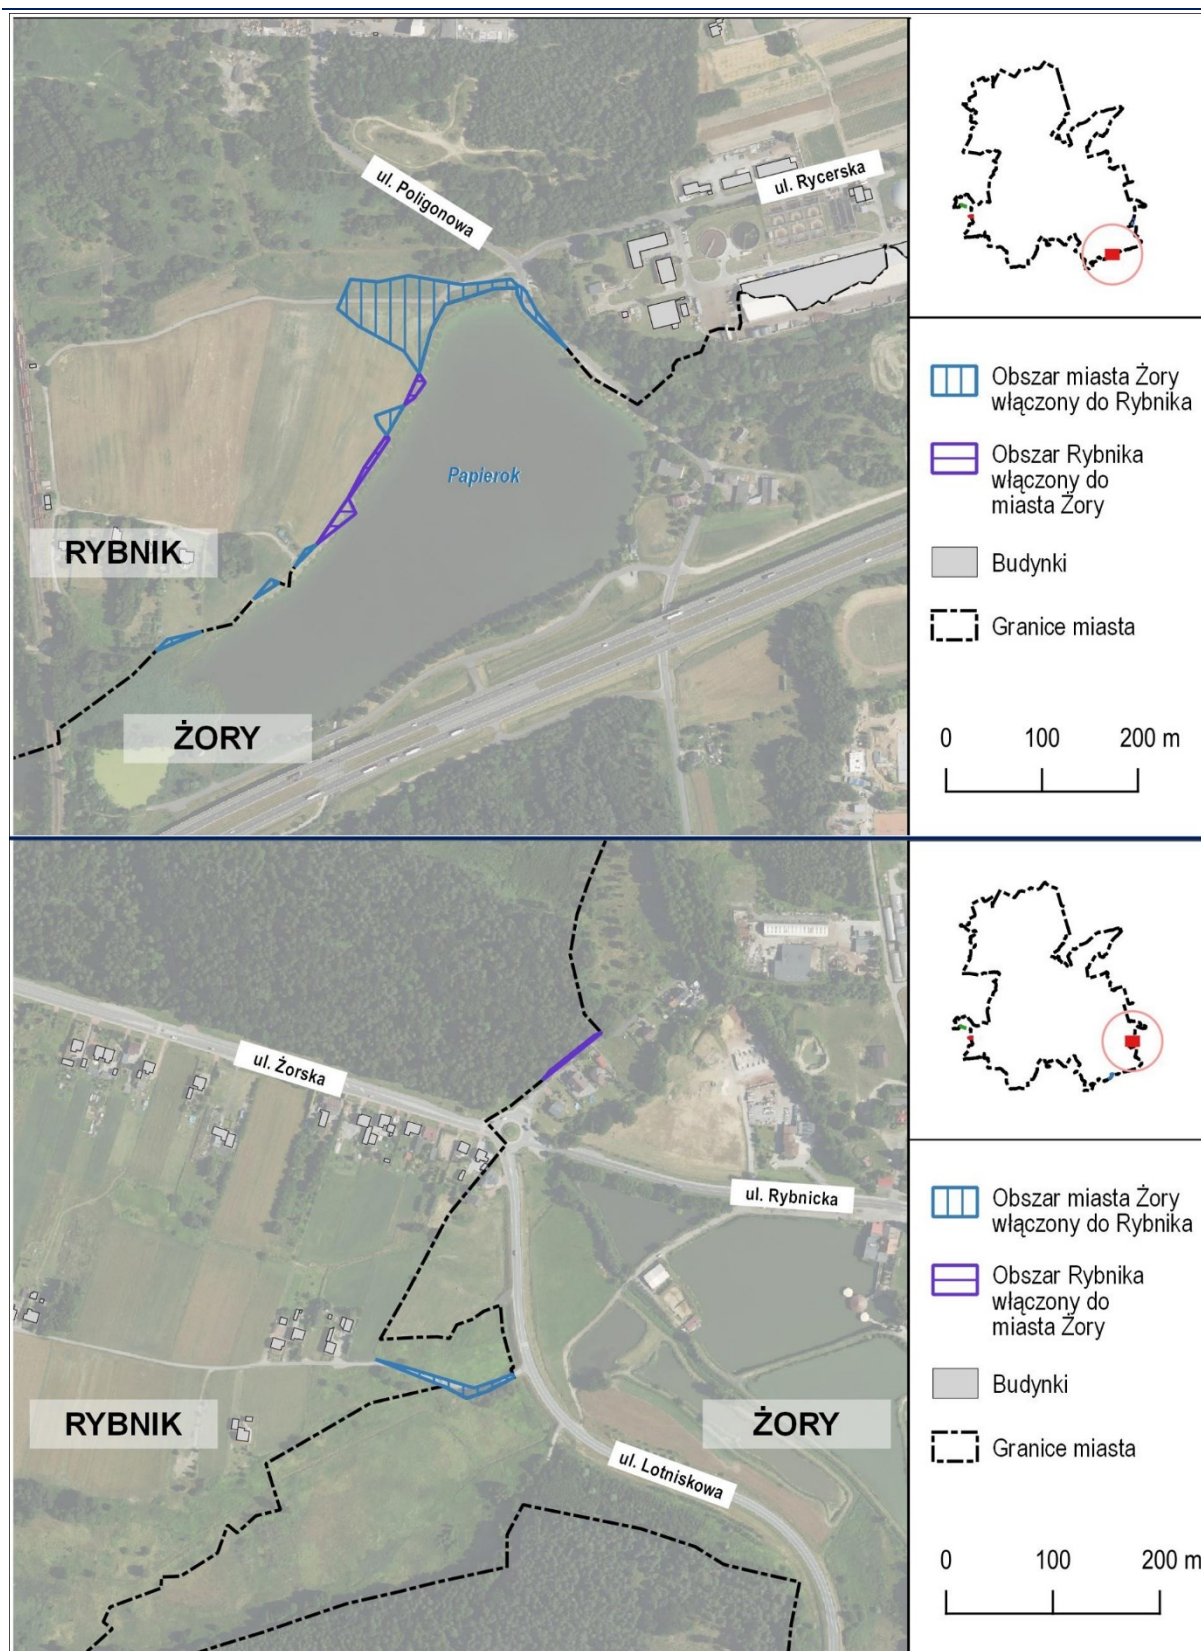 ul. Poligonowa
ul. Rycerska
Papierok
RYBNIK
ŻORY
Obszar miasta Żory
włączony do Rybnika
Obszar Rybnika
włączony do
miasta Żory
Budynki
Granice miasta
0 100 200 m
ul. Żorska
ul. Rybnicka
RYBNIK
ŻORY
ul. Lotniskowa
Obszar miasta Żory
włączony do Rybnika
Obszar Rybnika
włączony do
miasta Żory
Budynki
Granice miasta
0 100 200 m